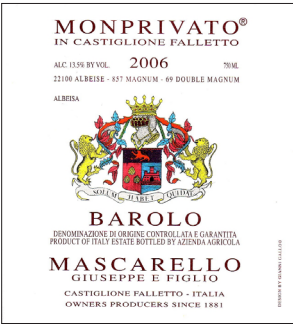 MONPRIVATO®
IN CASTIGLIONE FALLETTO
ALC. 13.5% BY VOL. 2006 750 ML
22100 ALBEISE - 857 MAGNUM - 69 DOUBLE MAGNUM
ALBEISA
SOLUM HABET QUIDAT
BAROLO
DENOMINAZIONE DI ORIGINE CONTROLLATA E GARANTITA
PRODUCT OF ITALY ESTATE BOTTLED BY AZIENDA AGRICOLA
MASCARELLO
GIUSEPPE E FIGLIO
CASTIGLIONE FALLETTO - ITALIA
OWNERS PRODUCERS SINCE 1881